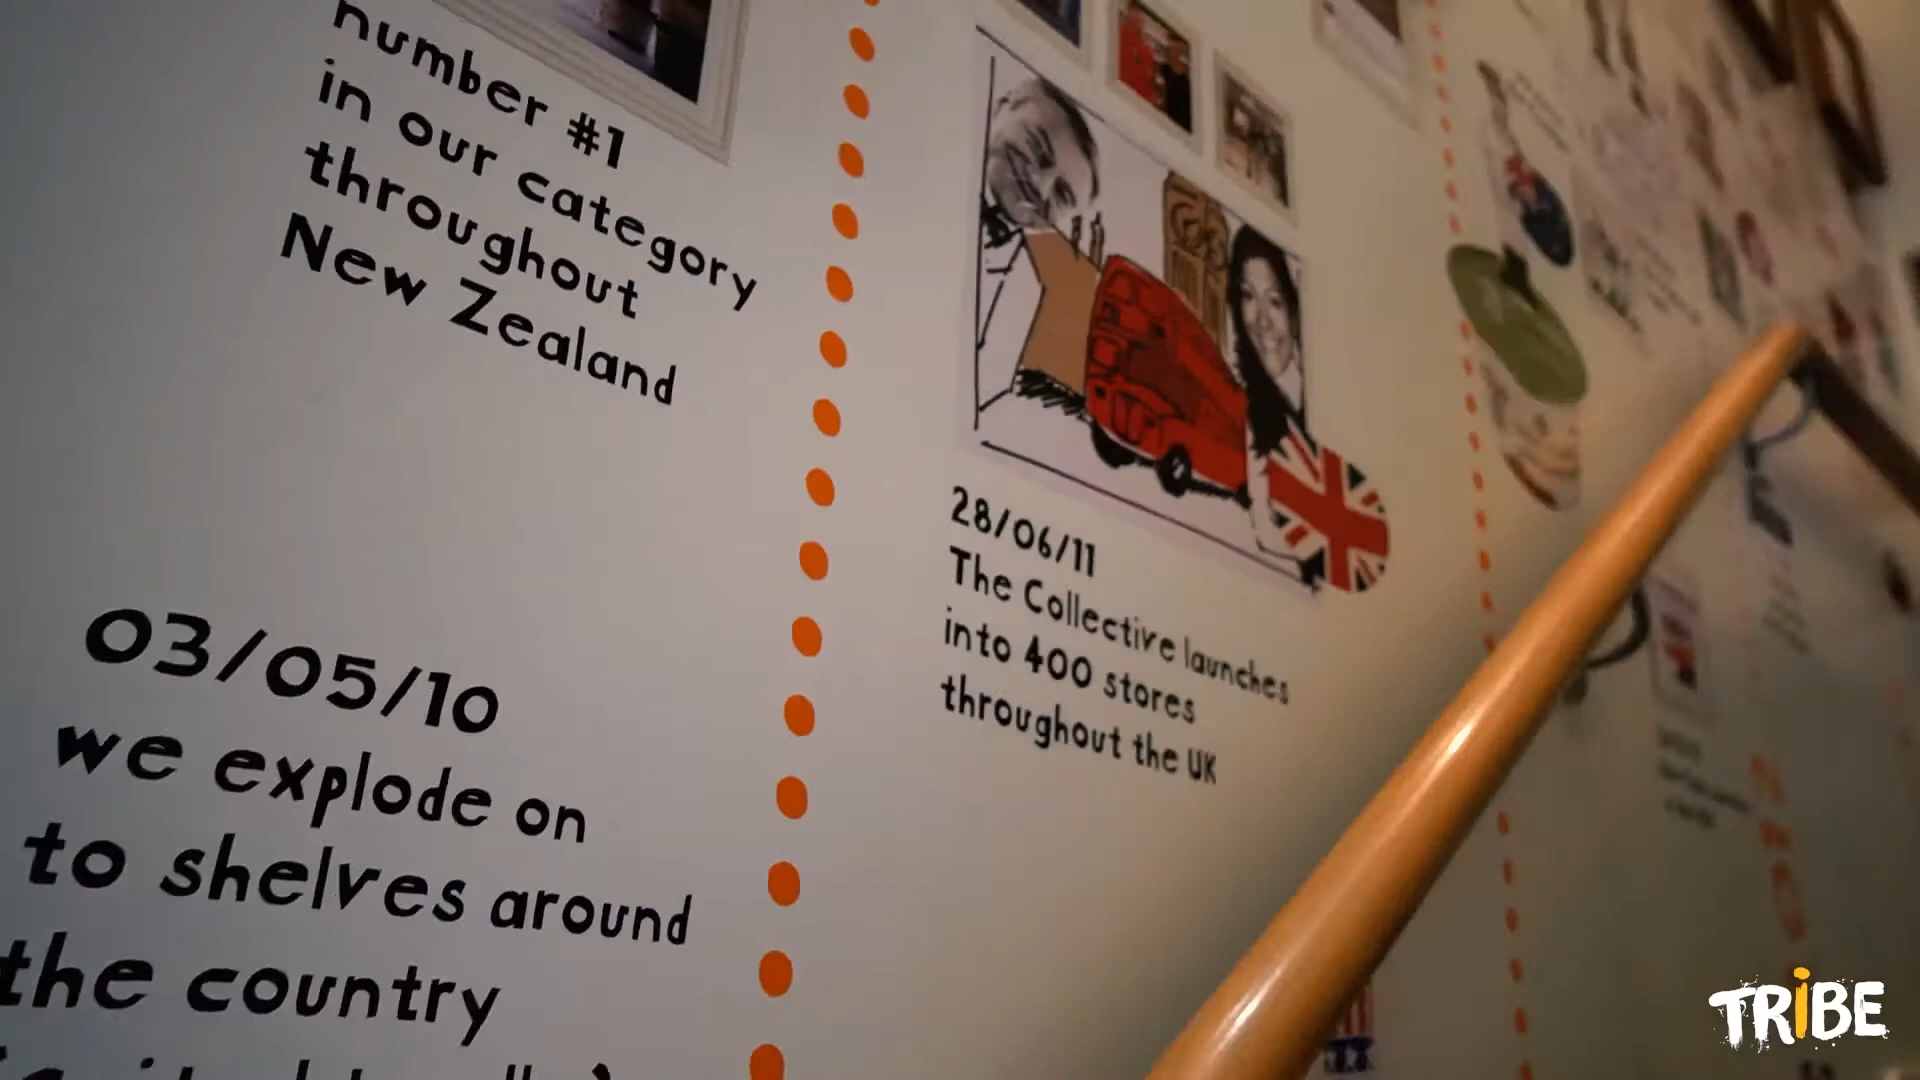 number #1
in our category
throughout
New Zealand
03/05/10
we explode on
to shelves around
the country
28/06/11
The Collective launches
into 400 stores
throughout the UK
TRiBE